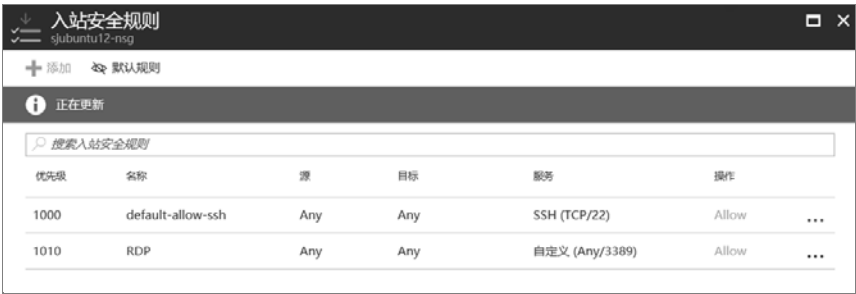 入站安全规则
sjubuntu12-nsg
添加 默认规则
正在更新
搜索入站安全规则
优先级 名称 源 目标 服务 操作
1000 default-allow-ssh Any Any SSH (TCP/22) Allow ...
1010 RDP Any Any 自定义 (Any/3389) Allow ...